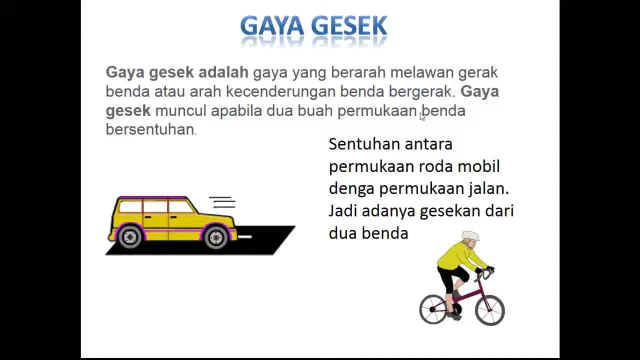 GAYA GESEK
Gaya gesek adalah gaya yang berarah melawan gerak
benda atau arah kecenderungan benda bergerak. Gaya
gesek muncul apabila dua buah permukaan benda
bersentuhan.
Sentuhan antara
permukaan roda mobil
denga permukaan jalan.
Jadi adanya gesekan dari
dua benda